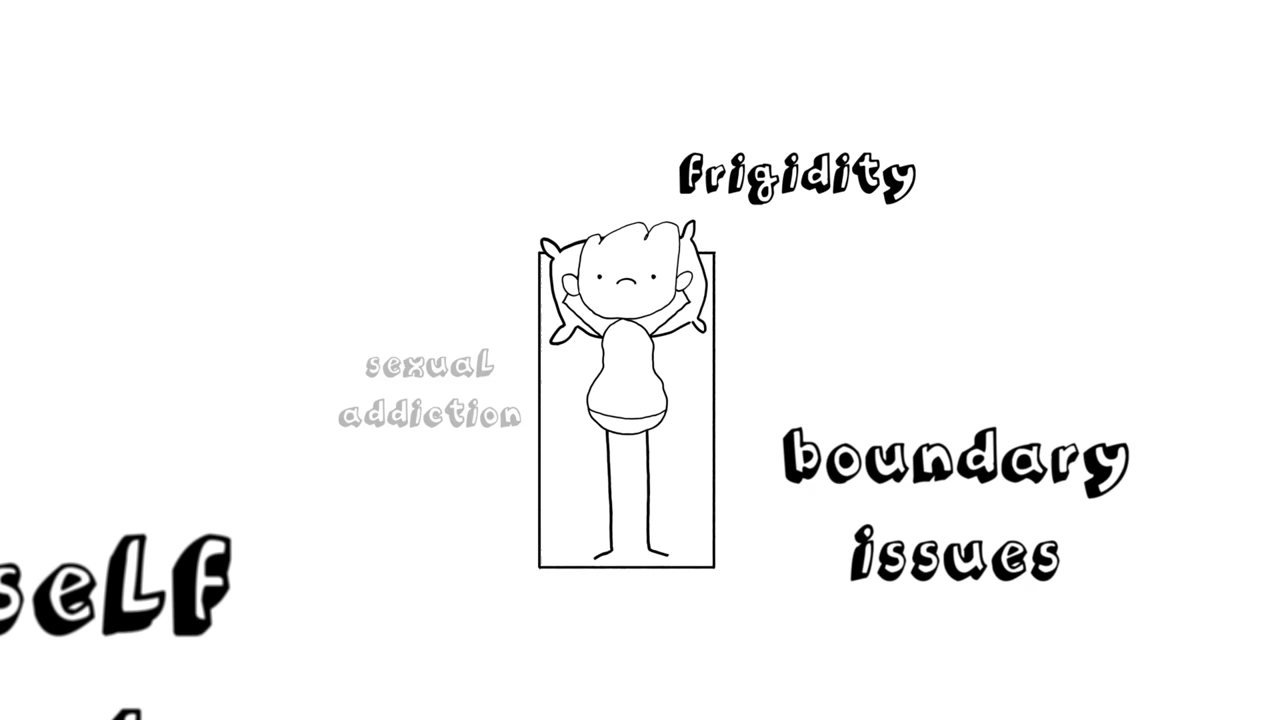 frigidity
sexual
addiction
boundary
issues
self